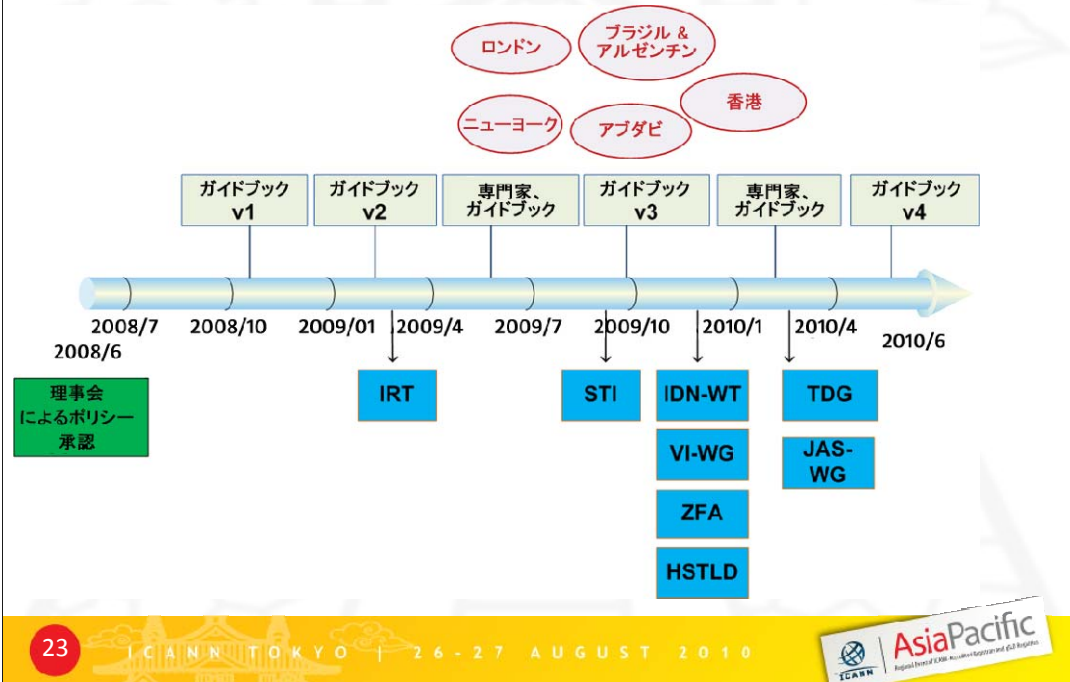 ロンドン
ブラジル &
アルゼンチン
香港
ニューヨーク
アブダビ
ガイドブック
v1
ガイドブック
v2
専門家、
ガイドブック
ガイドブック
v3
専門家、
ガイドブック
ガイドブック
v4
2008/7
2008/10
2009/01
2009/4
2009/7
2009/10
2010/1
2010/4
2010/6
2008/6
理事会
によるポリシー
承認
IRT
STI
IDN-WT
TDG
VI-WG
JAS-
WG
ZFA
HSTLD
23
ICANN TOKYO | 26-27 AUGUST 2010
ICANN
AsiaPacific